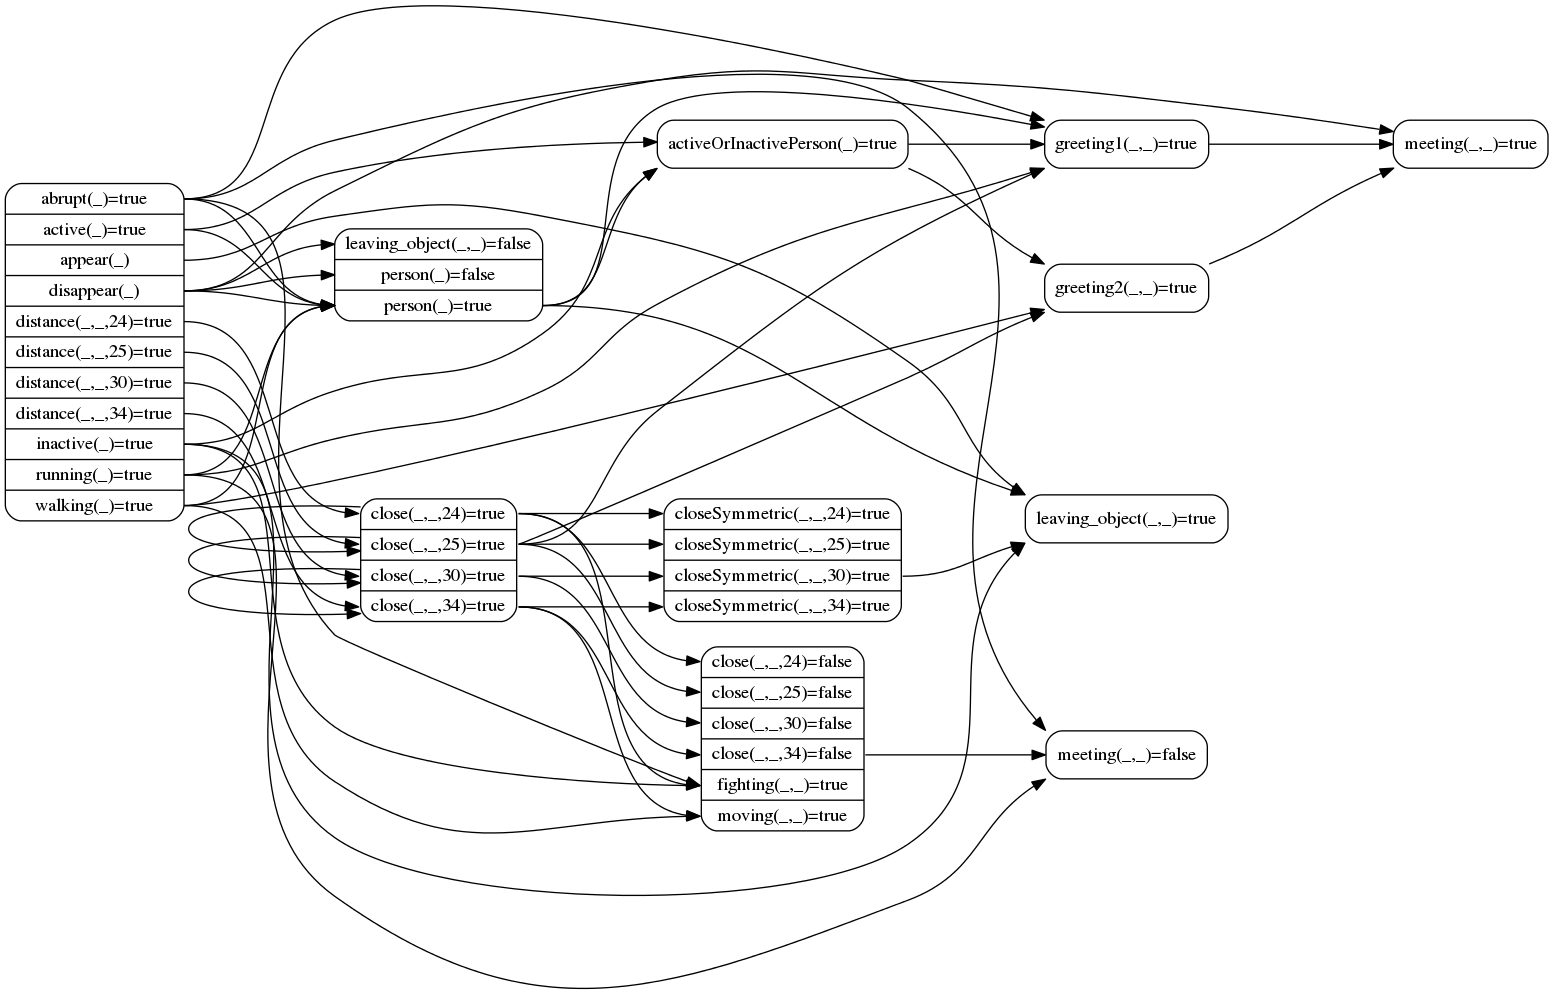 abrupt(_)=true
active(_)=true
appear(_)
disappear(_)
distance(_,_,24)=true
distance(_,_,25)=true
distance(_,_,30)=true
distance(_,_,34)=true
inactive(_)=true
running(_)=true
walking(_)=true
leaving_object(_,_)=false
person(_)=false
person(_)=true
close(_,_,24)=true
close(_,_,25)=true
close(_,_,30)=true
close(_,_,34)=true
activeOrInactivePerson(_)=true
closeSymmetric(_,_,24)=true
closeSymmetric(_,_,25)=true
closeSymmetric(_,_,30)=true
closeSymmetric(_,_,34)=true
close(_,_,24)=false
close(_,_,25)=false
close(_,_,30)=false
close(_,_,34)=false
fighting(_,_)=true
moving(_,_)=true
greeting1(_,_)=true
greeting2(_,_)=true
leaving_object(_,_)=true
meeting(_,_)=false
meeting(_,_)=true